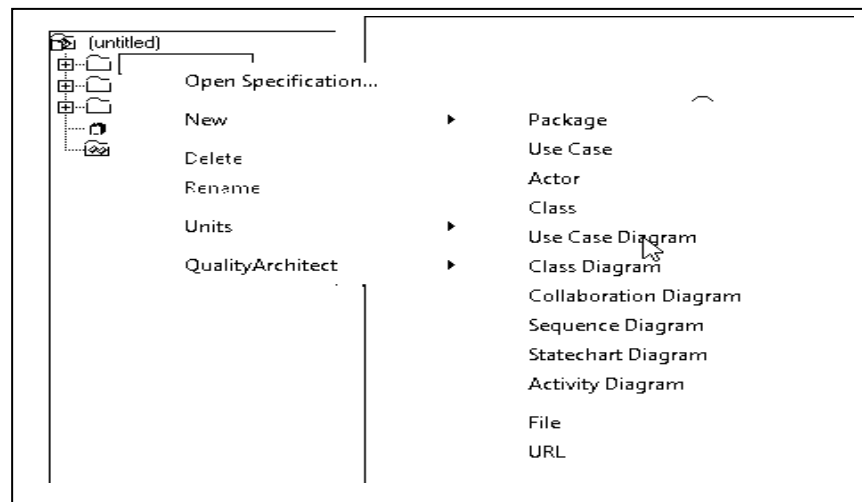 (untitled)
Open Specification...
New
Delete
Rename
Units
QualityArchitect
Package
Use Case
Actor
Class
Use Case Diagram
Class Diagram
Collaboration Diagram
Sequence Diagram
Statechart Diagram
Activity Diagram
File
URL